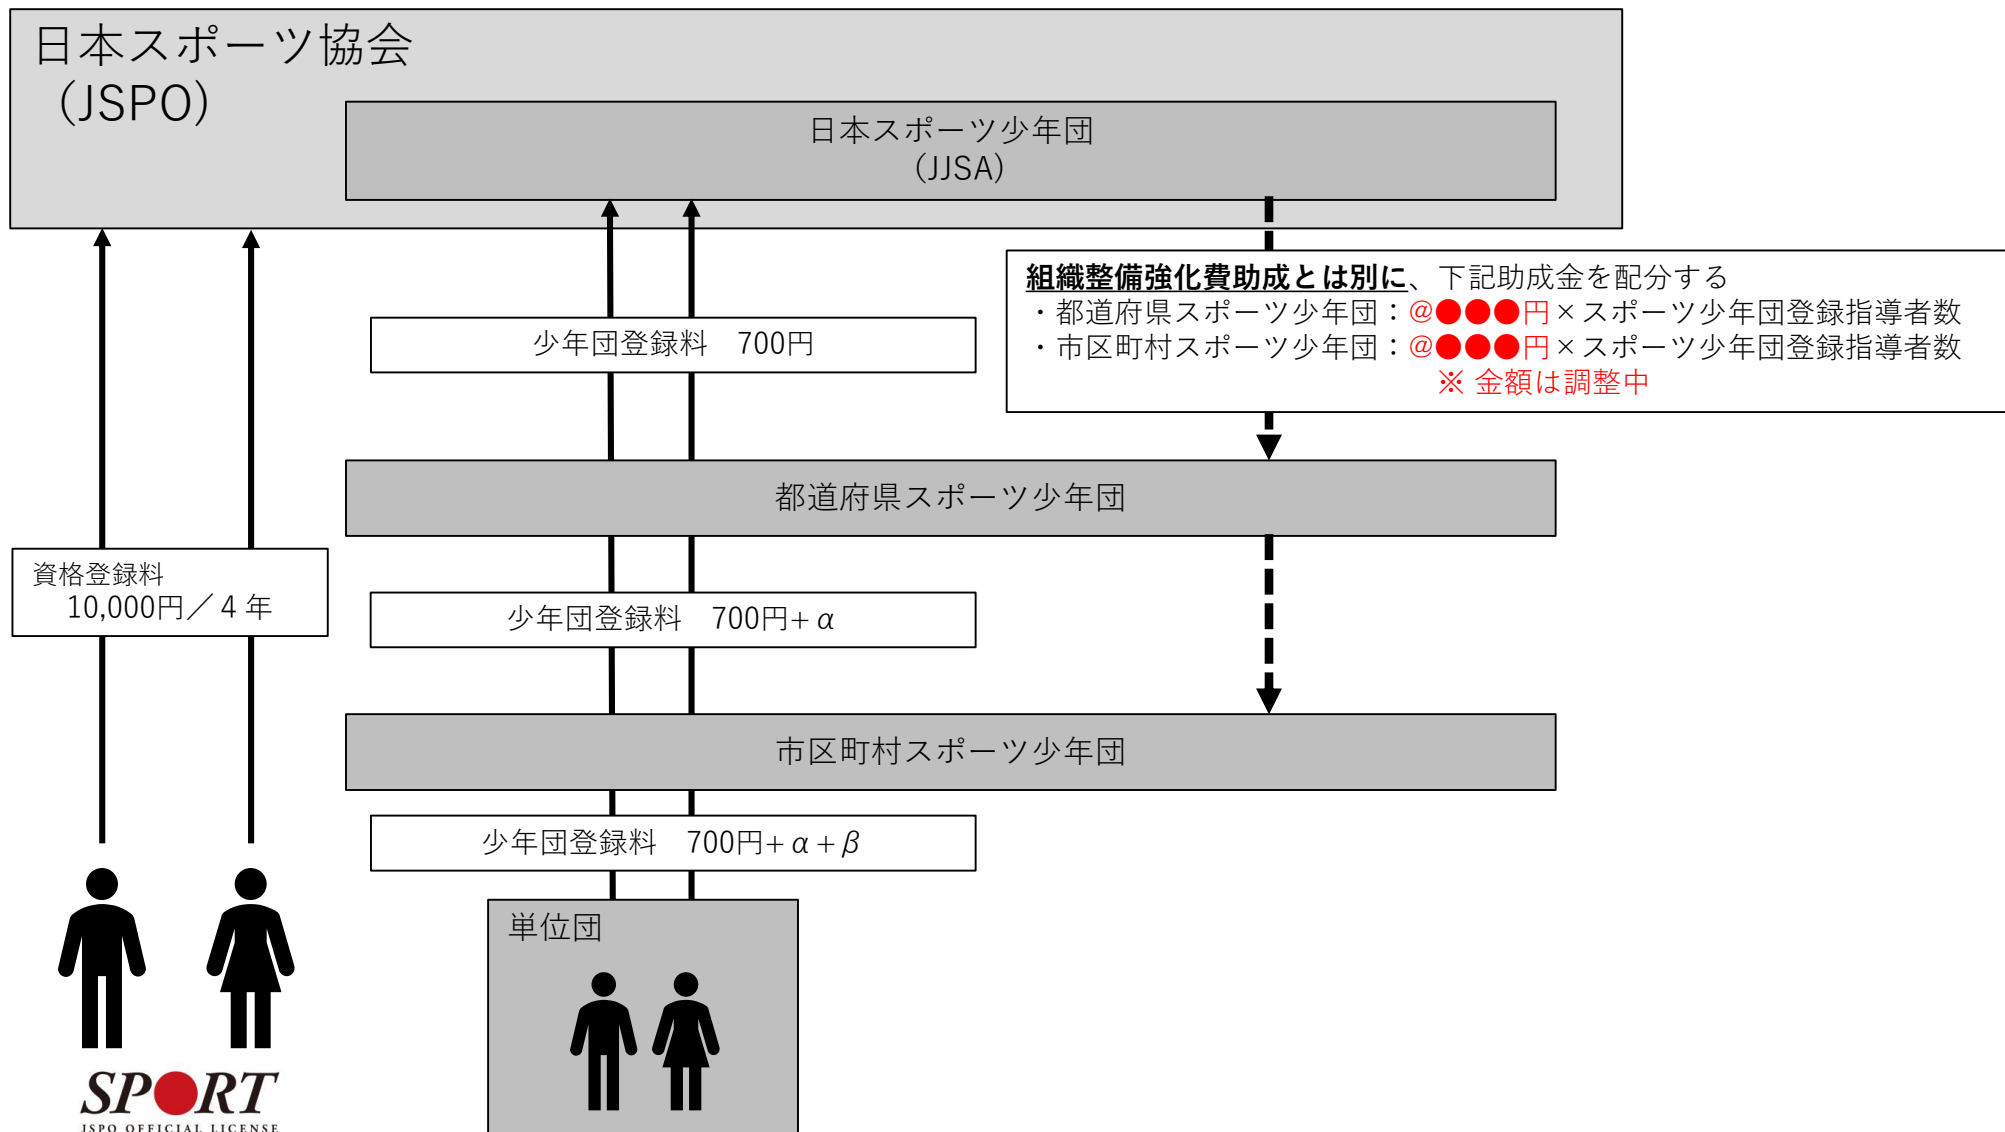 日本スポーツ協会
（JSPO）
日本スポーツ少年団
（JJSA）
組織整備強化費助成とは別に、下記助成金を配分する
・都道府県スポーツ少年団：@●●●円×スポーツ少年団登録指導者数
・市区町村スポーツ少年団：@●●●円×スポーツ少年団登録指導者数
※ 金額は調整中
少年団登録料　700円
都道府県スポーツ少年団
資格登録料
10,000円／４年
少年団登録料　700円+α
市区町村スポーツ少年団
少年団登録料　700円+α+β
単位団
SPORT
JSPO OFFICIAL LICENSE